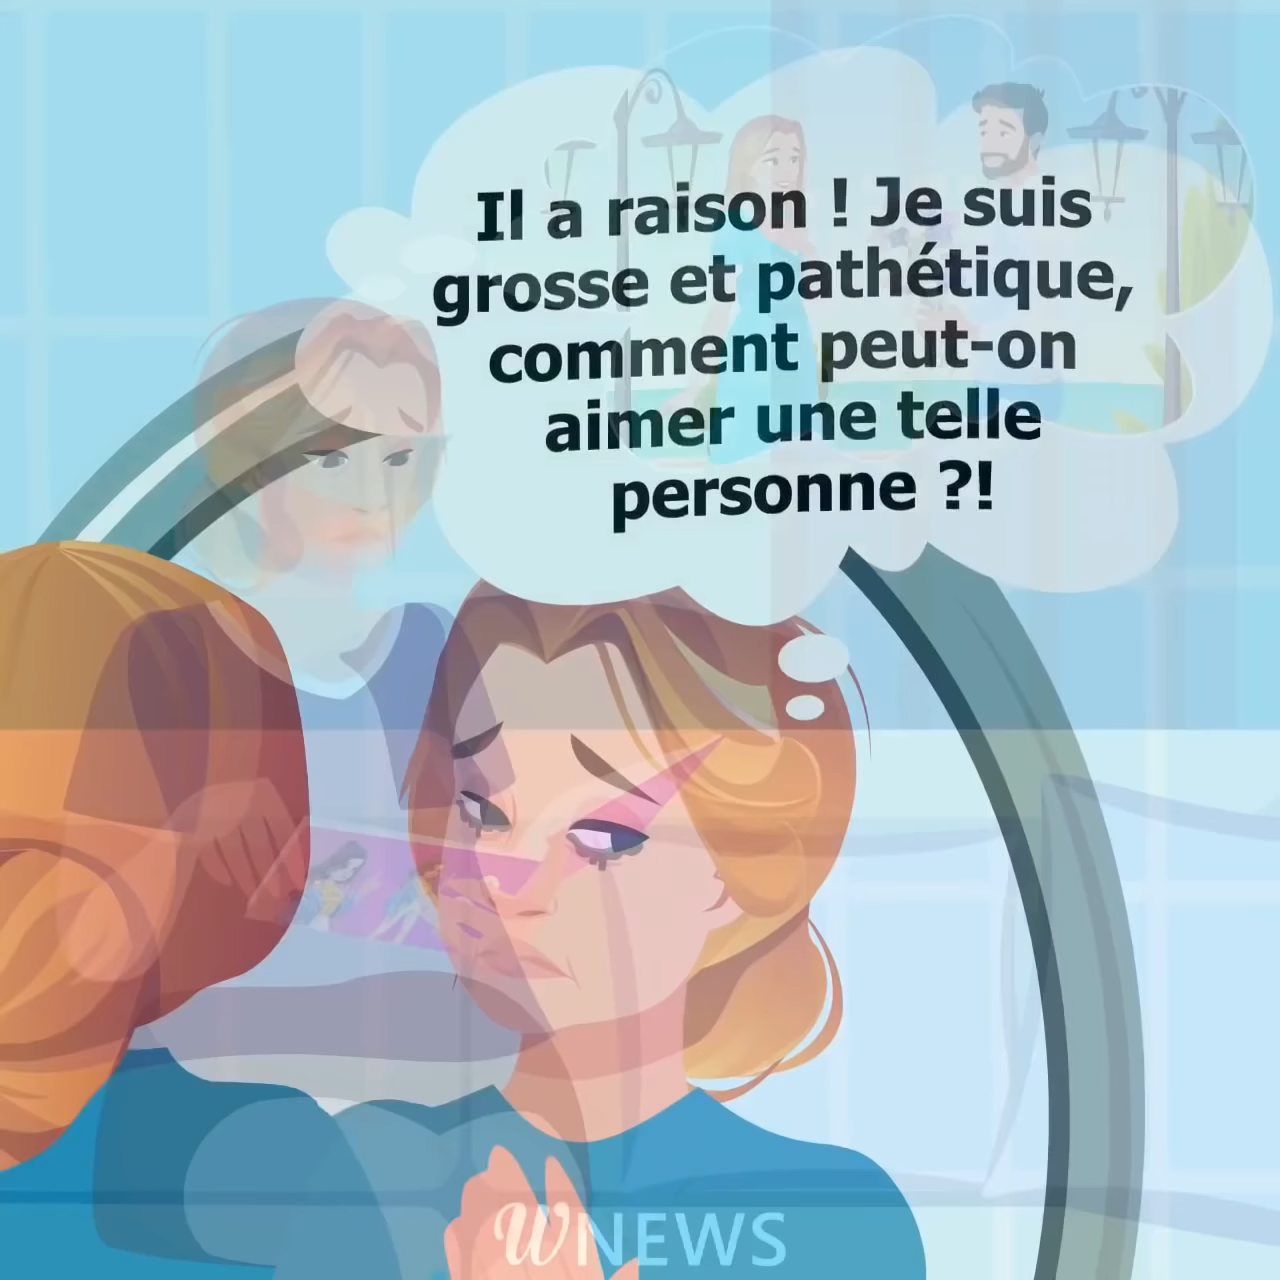 Il a raison ! Je suis
grosse et pathétique,
comment peut-on
aimer une telle
personne ?!
WNEWS